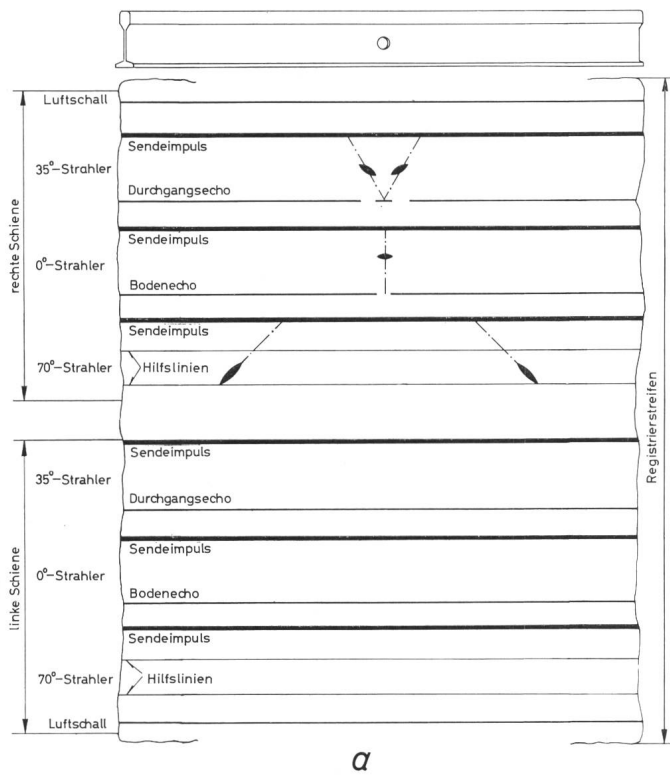 Luftschall
Sendeimpuls
35°-Strahler
Durchgangsecho
Sendeimpuls
0°-Strahler
Bodenecho
Sendeimpuls
70°-Strahler
Hilfslinien
rechte Schiene
Sendeimpuls
35°-Strahler
Durchgangsecho
Sendeimpuls
0°-Strahler
Bodenecho
Sendeimpuls
70°-Strahler
Hilfslinien
Luftschall
linke Schiene
Registrierstreifen
a